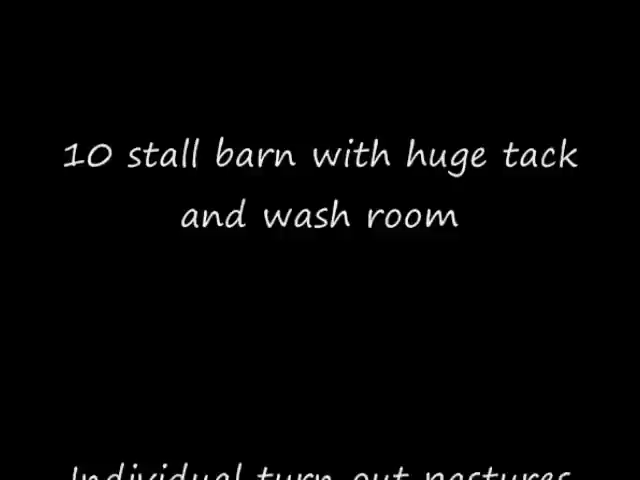 10 stall barn with huge tack
and wash room
Individual turn out pastures